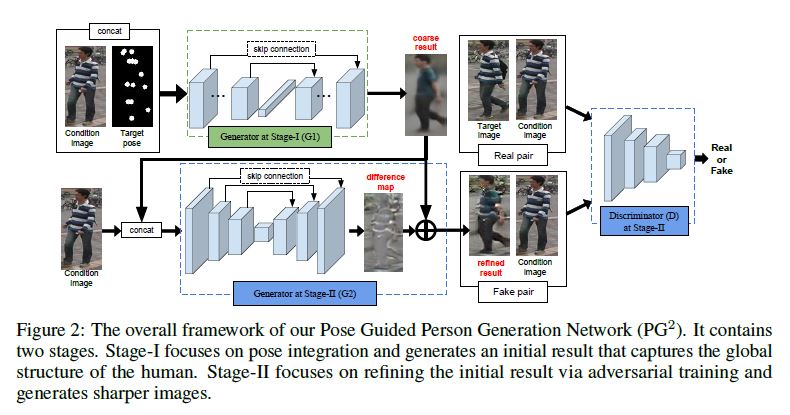 concat
Condition
Image
Target
pose
skip connection
Generator at Stage-I (G1)
coarse
result
Target
Image
Condition
Image
Real pair
Real
or
Fake
Discriminator (D)
at Stage-II
Condition
Image
concat
skip connection
difference
map
Generator at Stage-II (G2)
refined
result
Condition
Image
Fake pair
Figure 2: The overall framework of our Pose Guided Person Generation Network (PG²). It contains
two stages. Stage-I focuses on pose integration and generates an initial result that captures the global
structure of the human. Stage-II focuses on refining the initial result via adversarial training and
generates sharper images.